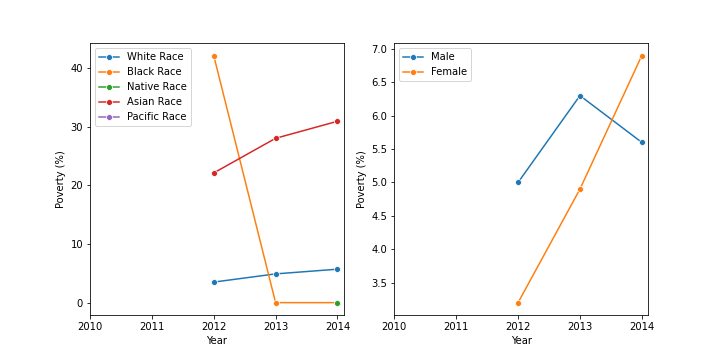 White Race
Black Race
Native Race
Asian Race
Pacific Race
40
30
20
10
0
Poverty (%)
2010 2011 2012 2013 2014
Year
Male
Female
7.0
6.5
6.0
5.5
5.0
4.5
4.0
3.5
Poverty (%)
2010 2011 2012 2013 2014
Year